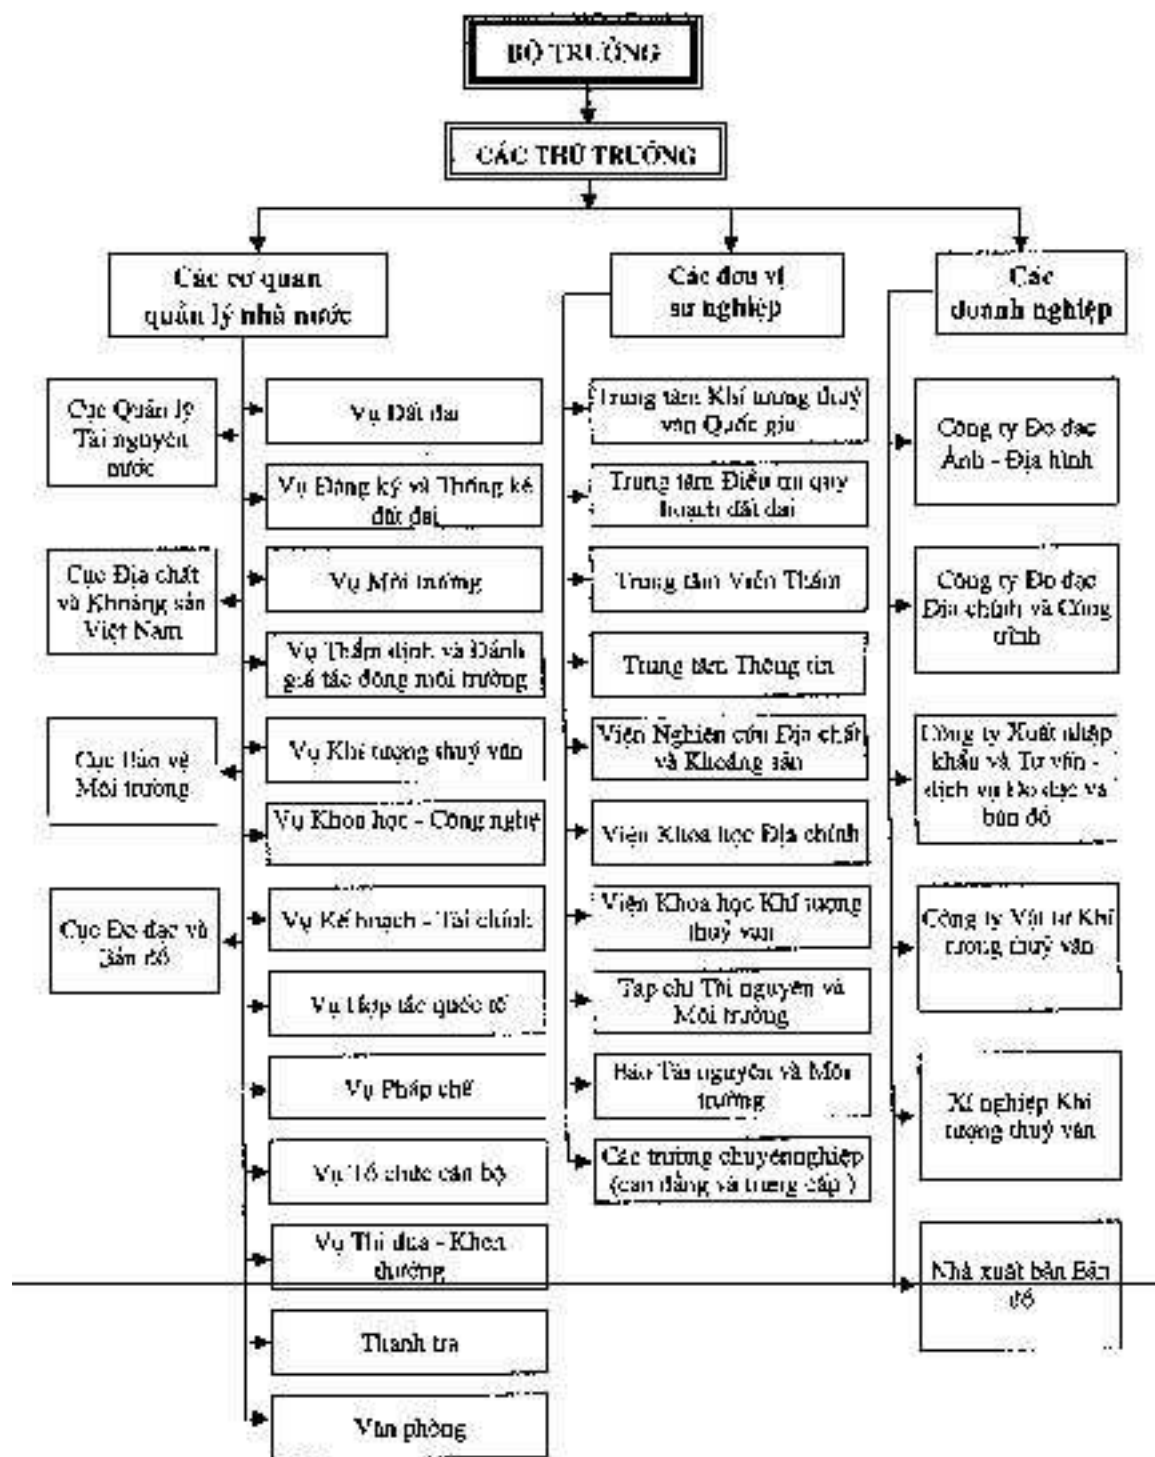 BỘ TRƯỞNG
CÁC THỨ TRƯỞNG
Các cơ quan
quản lý nhà nước
Các đơn vị
sự nghiệp
Các
doanh nghiệp
Cục Quản lý
Tài nguyên
nước
Cục Địa chất
và Khoáng sản
Việt Nam
Cục Bảo vệ
Môi trường
Cục Đo đạc và
Bản đồ
Vụ Đất đai
Vụ Đăng ký và Thống kê
đất đai
Vụ Môi trường
Vụ Thẩm định và Đánh
giá tác động môi trường
Vụ Khí tượng thuỷ văn
Vụ Khoa học - Công nghệ
Vụ Kế hoạch - Tài chính
Vụ Hợp tác quốc tế
Vụ Pháp chế
Vụ Tổ chức cán bộ
Vụ Thi đua - Khen
thưởng
Thanh tra
Văn phòng
Trung tâm Khí tượng thuỷ
văn Quốc gia
Trung tâm Điều tra quy
hoạch đất đai
Trung tâm Viễn Thám
Trung tâm Thông tin
Viện Nghiên cứu Địa chất
và Khoáng sản
Viện Khoa học Địa chính
Viện Khoa học Khí tượng
thuỷ văn
Tạp chí Tài nguyên và
Môi trường
Báo Tài nguyên và Môi
trường
Các trường chuyên nghiệp
(cao đẳng và trung cấp )
Công ty Đo đạc
Ảnh - Địa hình
Công ty Đo đạc
Địa chính và Công
trình
Công ty Xuất nhập
khẩu và Tư vấn -
dịch vụ Đo đạc và
bản đồ
Công ty Vật tư Khí
tượng thuỷ văn
Xí nghiệp Khí
tượng thuỷ văn
Nhà xuất bản Bản
đồ